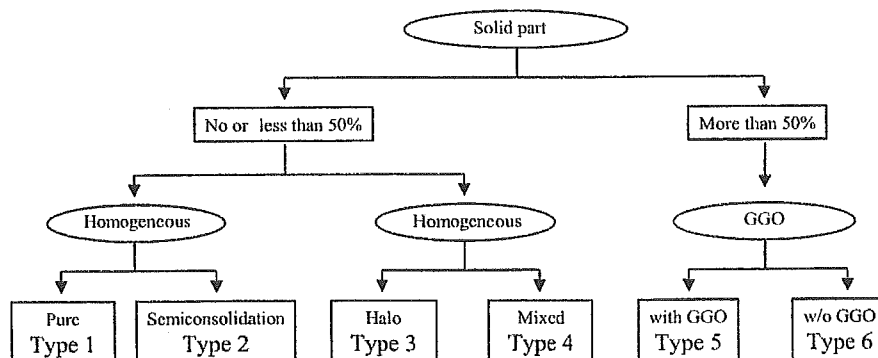 Solid part
No or less than 50%
More than 50%
Homogeneous
Homogeneous
GGO
Pure
Type 1
Semiconsolidation
Type 2
Halo
Type 3
Mixed
Type 4
with GGO
Type 5
w/o GGO
Type 6